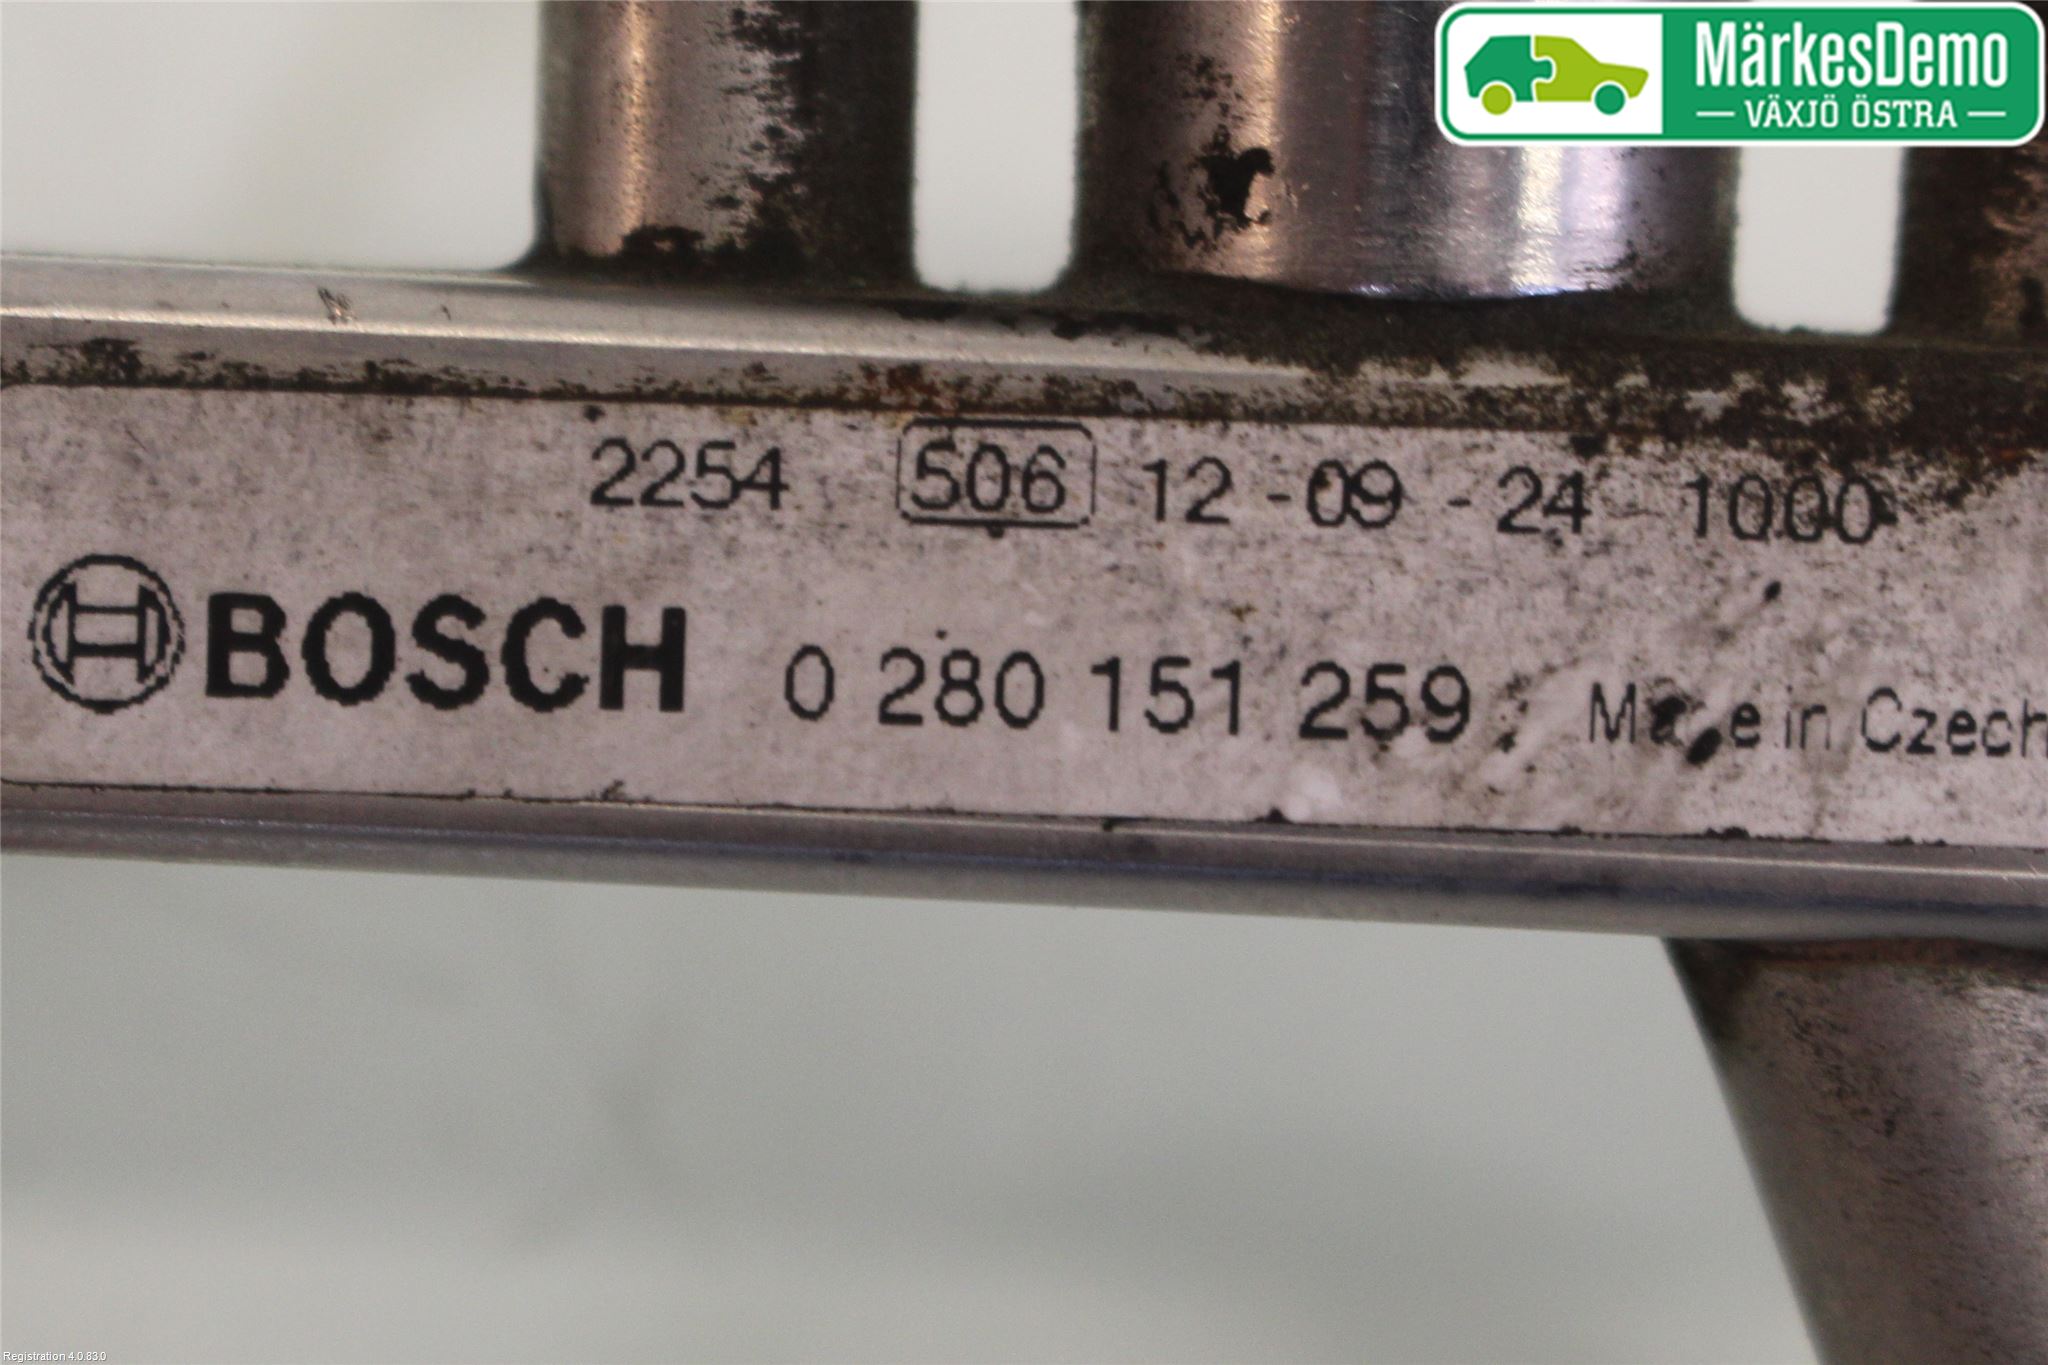 MärkesDemo
VÄXJÖ ÖSTRA
2254 506 12-09-24 1000
BOSCH 0 280 151 259 Made in Czech
Registration 4.0.83.0